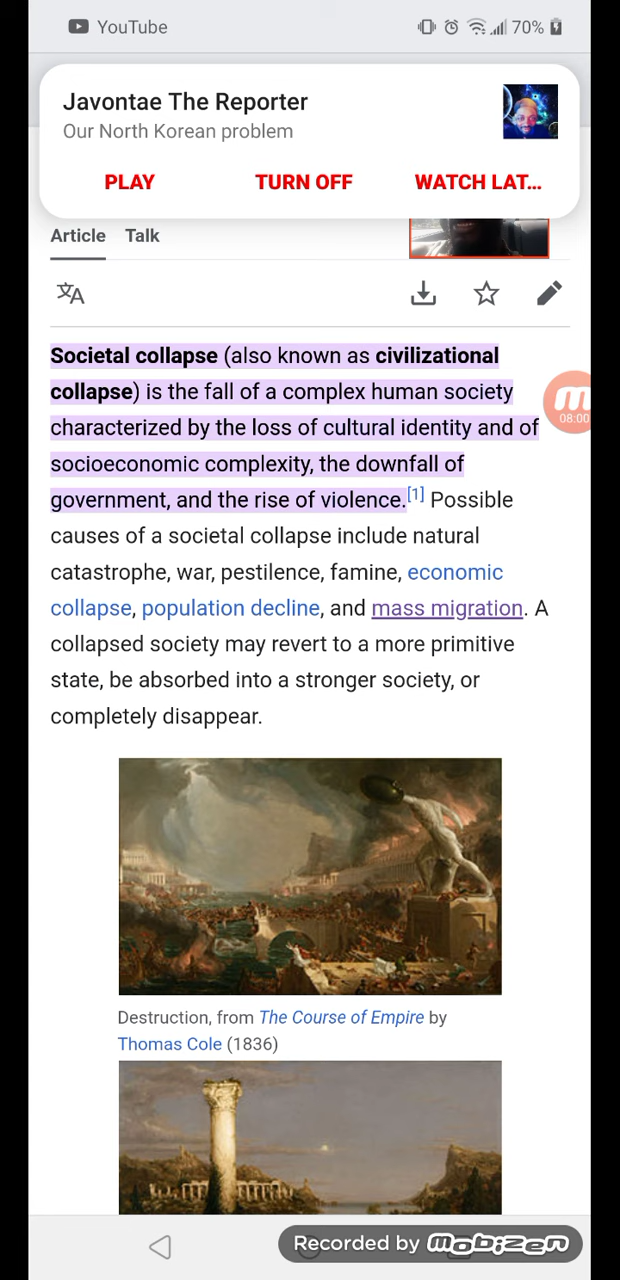 YouTube
70%
Javontae The Reporter
Our North Korean problem
PLAY
TURN OFF
WATCH LAT...
Article
Talk
Societal collapse (also known as civilizational
collapse) is the fall of a complex human society
characterized by the loss of cultural identity and of
socioeconomic complexity, the downfall of
government, and the rise of violence.[1] Possible
causes of a societal collapse include natural
catastrophe, war, pestilence, famine, economic
collapse, population decline, and mass migration. A
collapsed society may revert to a more primitive
state, be absorbed into a stronger society, or
completely disappear.
08:00
Destruction, from The Course of Empire by
Thomas Cole (1836)
Recorded by mobizen